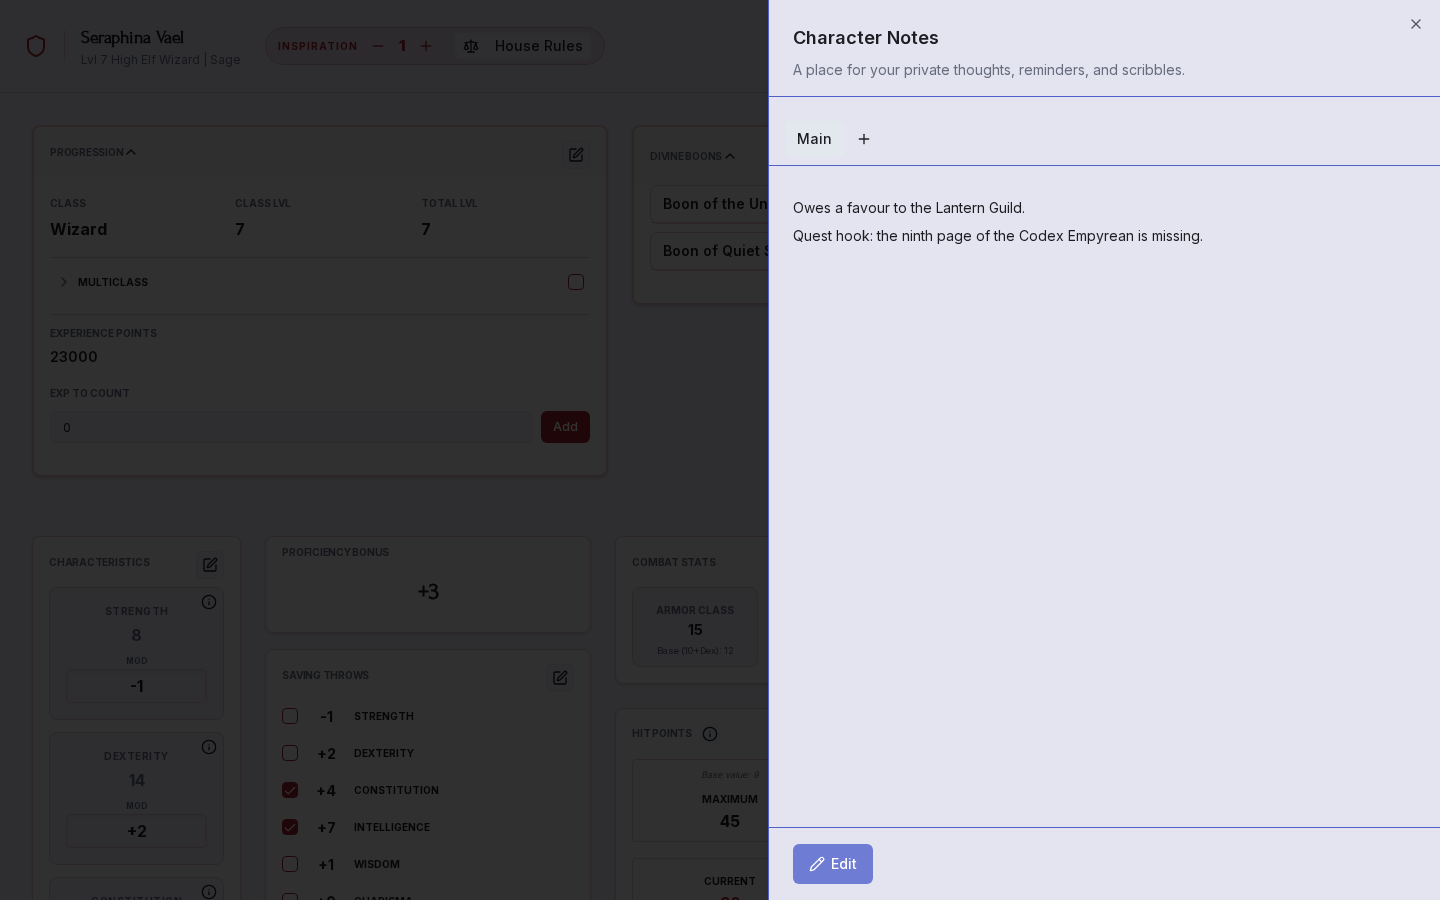 Seraphina Vael
Lvl 7 High Elf Wizard | Sage
INSPIRATION
1
House Rules
PROGRESSION
CLASS
CLASS LVL
TOTAL LVL
Wizard
7
7
MULTICLASS
EXPERIENCE POINTS
23000
EXP TO COUNT
0
Add
DIVINE BOONS
Boon of the Un
Boon of Quiet S
CHARACTERISTICS
STRENGTH
8
MOD
-1
DEXTERITY
14
MOD
+2
CONSTITUTION
PROFICIENCY BONUS
+3
SAVING THROWS
-1 STRENGTH
+2 DEXTERITY
+4 CONSTITUTION
+7 INTELLIGENCE
+1 WISDOM
CHARISMA
COMBAT STATS
ARMOR CLASS
15
Base (10+Dex): 12
HIT POINTS
Base value: 9
MAXIMUM
45
CURRENT
Character Notes
A place for your private thoughts, reminders, and scribbles.
Main
Owes a favour to the Lantern Guild.
Quest hook: the ninth page of the Codex Empyrean is missing.
Edit